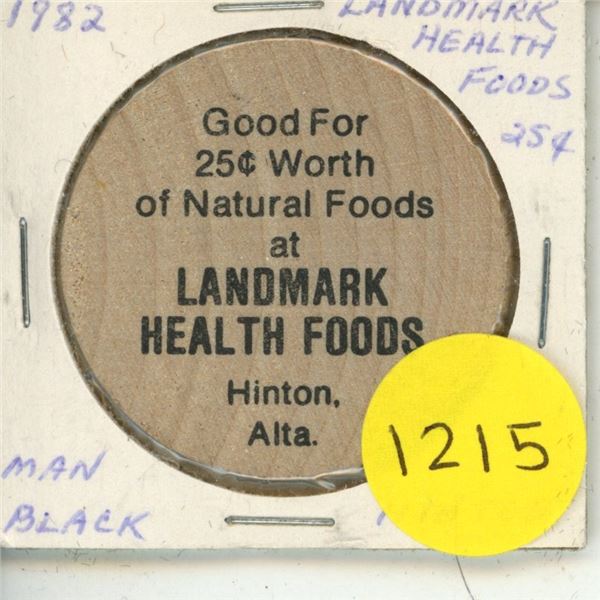 1982
LANDMARK
HEALTH
FOODS
25¢
Good For
25¢ Worth
of Natural Foods
at
LANDMARK
HEALTH FOODS
Hinton,
Alta.
1215
MAN
BLACK